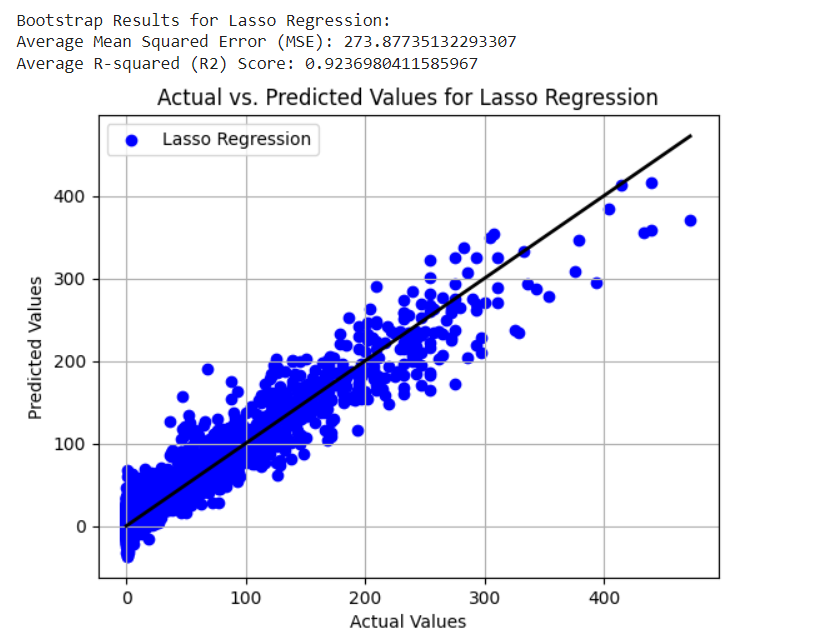 Bootstrap Results for Lasso Regression:
Average Mean Squared Error (MSE): 273.87735132293307
Average R-squared (R2) Score: 0.9236980411585967
Actual vs. Predicted Values for Lasso Regression
Lasso Regression
400
300
200
100
0
Predicted Values
0 100 200 300 400
Actual Values